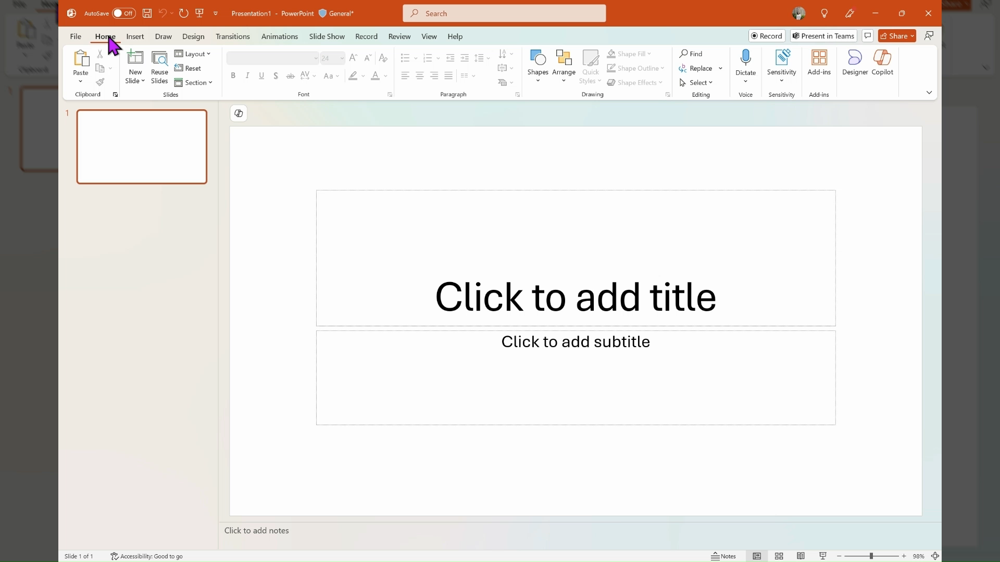 AutoSave Off Presentation1 - PowerPoint General* Search
File Home Insert Draw Design Transitions Animations Slide Show Record Review View Help Record Present in Teams Share
Paste
Clipboard
New
Slide
Reuse
Slides
Layout
Reset
Section
Slides
24
B I U S ab AV Aa A
Font
Paragraph
Shapes
Arrange
Quick
Styles
Shape Fill
Shape Outline
Shape Effects
Drawing
Find
Replace
Select
Editing
Dictate
Voice
Sensitivity
Sensitivity
Add-ins
Add-ins
Designer
Copilot
1
Click to add title
Click to add subtitle
Click to add notes
Slide 1 of 1 Accessibility: Good to go Notes 98%